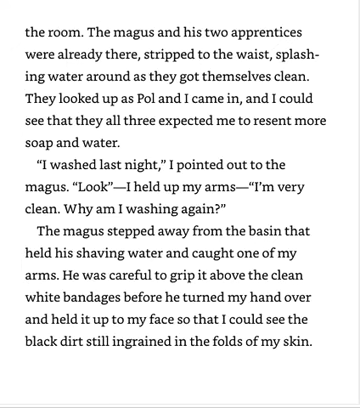 the room. The magus and his two apprentices
were already there, stripped to the waist, splash-
ing water around as they got themselves clean.
They looked up as Pol and I came in, and I could
see that they all three expected me to resent more
soap and water.
“I washed last night,” I pointed out to the
magus. “Look”—I held up my arms—“I’m very
clean. Why am I washing again?”
The magus stepped away from the basin that
held his shaving water and caught one of my
arms. He was careful to grip it above the clean
white bandages before he turned my hand over
and held it up to my face so that I could see the
black dirt still ingrained in the folds of my skin.